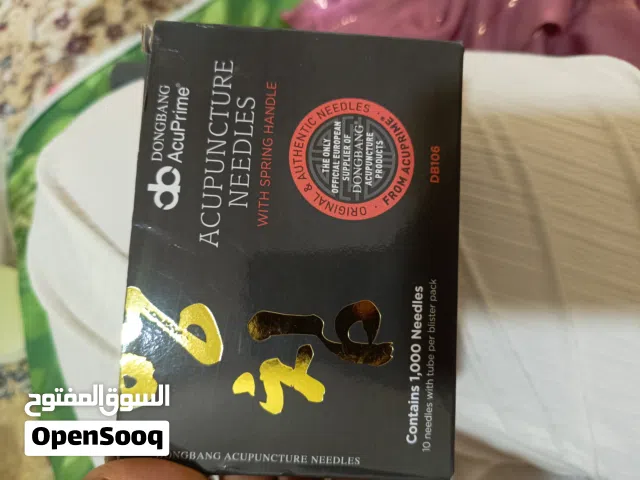 DONGBANG
AcuPrime®
ACUPUNCTURE
NEEDLES
WITH SPRING HANDLE
ORIGINAL & AUTHENTIC NEEDLES
THE ONLY
OFFICIAL EUROPEAN
SUPPLIER OF
DONGBANG®
ACUPUNCTURE
PRODUCTS
FROM ACUPRIME®
DB106
침
Contains 1,000 Needles
10 needles with tube per blister pack
DONGBANG ACUPUNCTURE NEEDLES
السوق المفتوح
OpenSooq